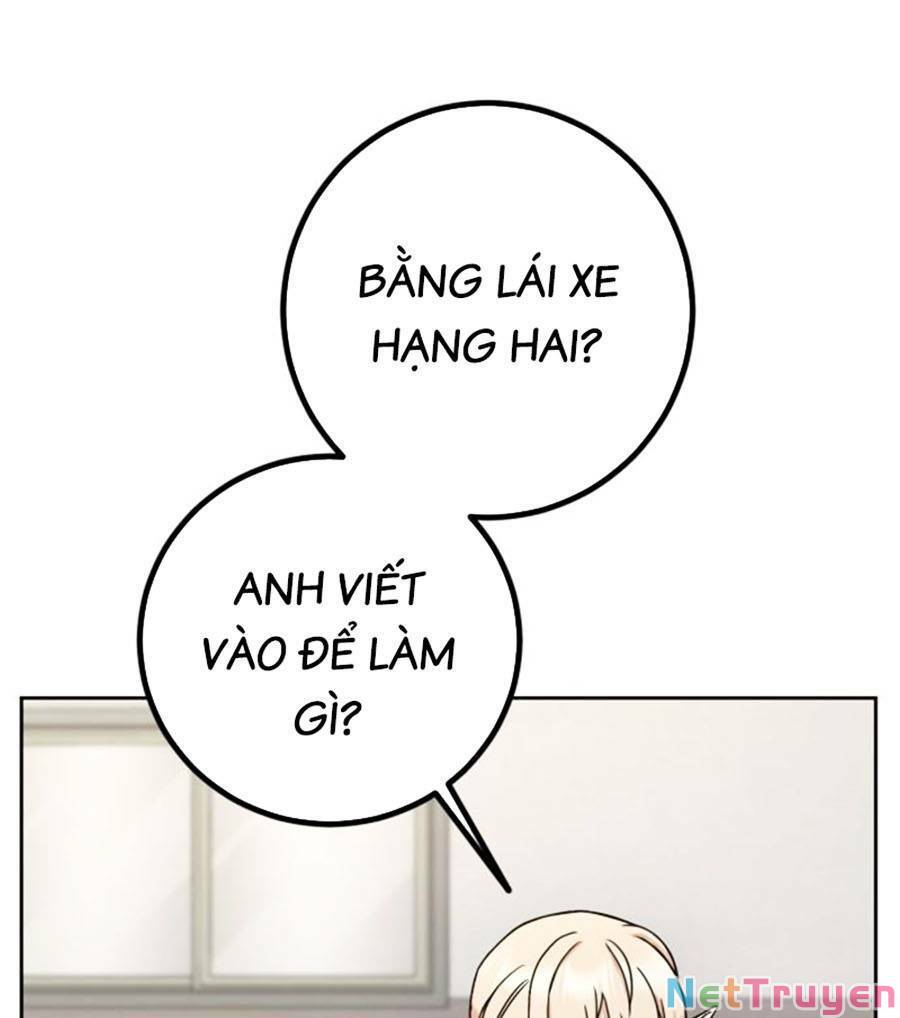 BẰNG LÁI XE
HẠNG HAI?
ANH VIẾT
VÀO ĐỂ LÀM
GÌ?
NetTruyen